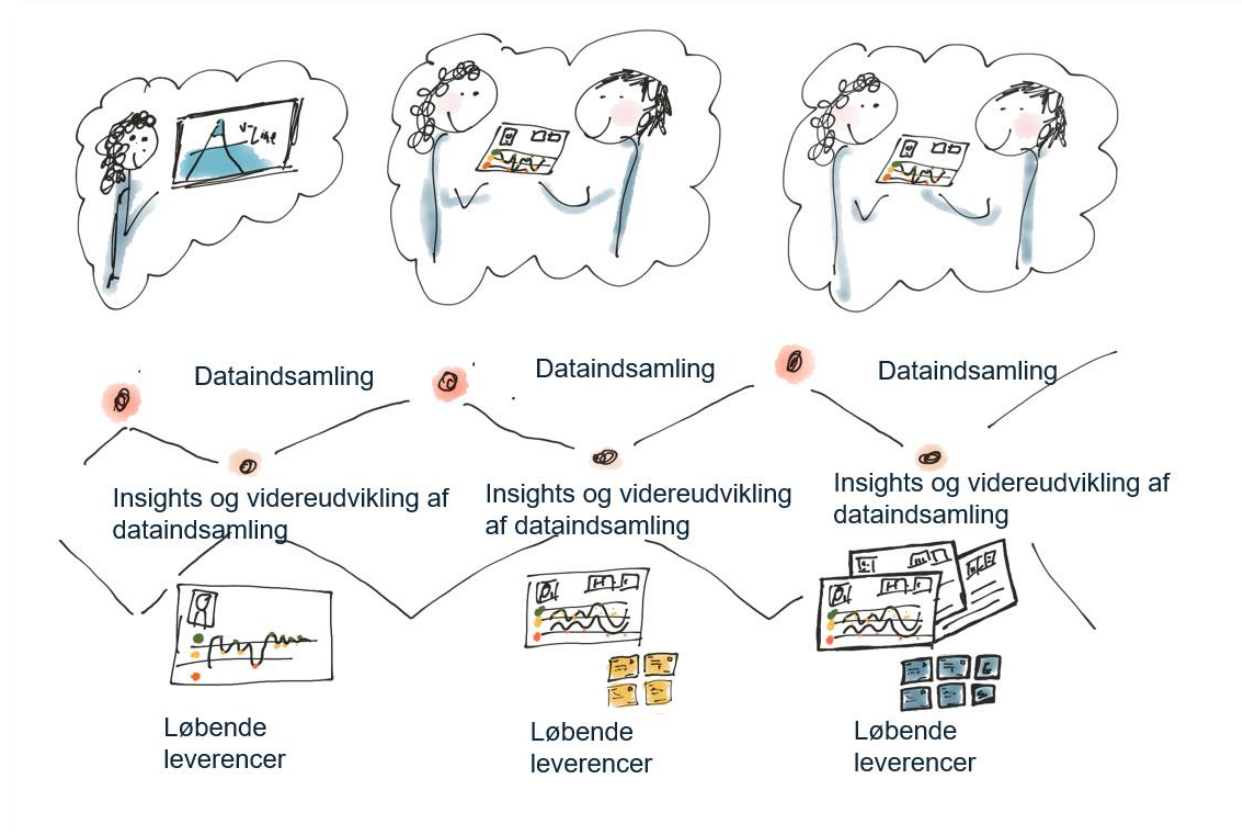 Dataindsamling
Dataindsamling
Dataindsamling
Insights og videreudvikling af
dataindsamling
Insights og videreudvikling
af dataindsamling
Insights og videreudvikling af
dataindsamling
Løbende
leverencer
Løbende
leverencer
Løbende
leverencer